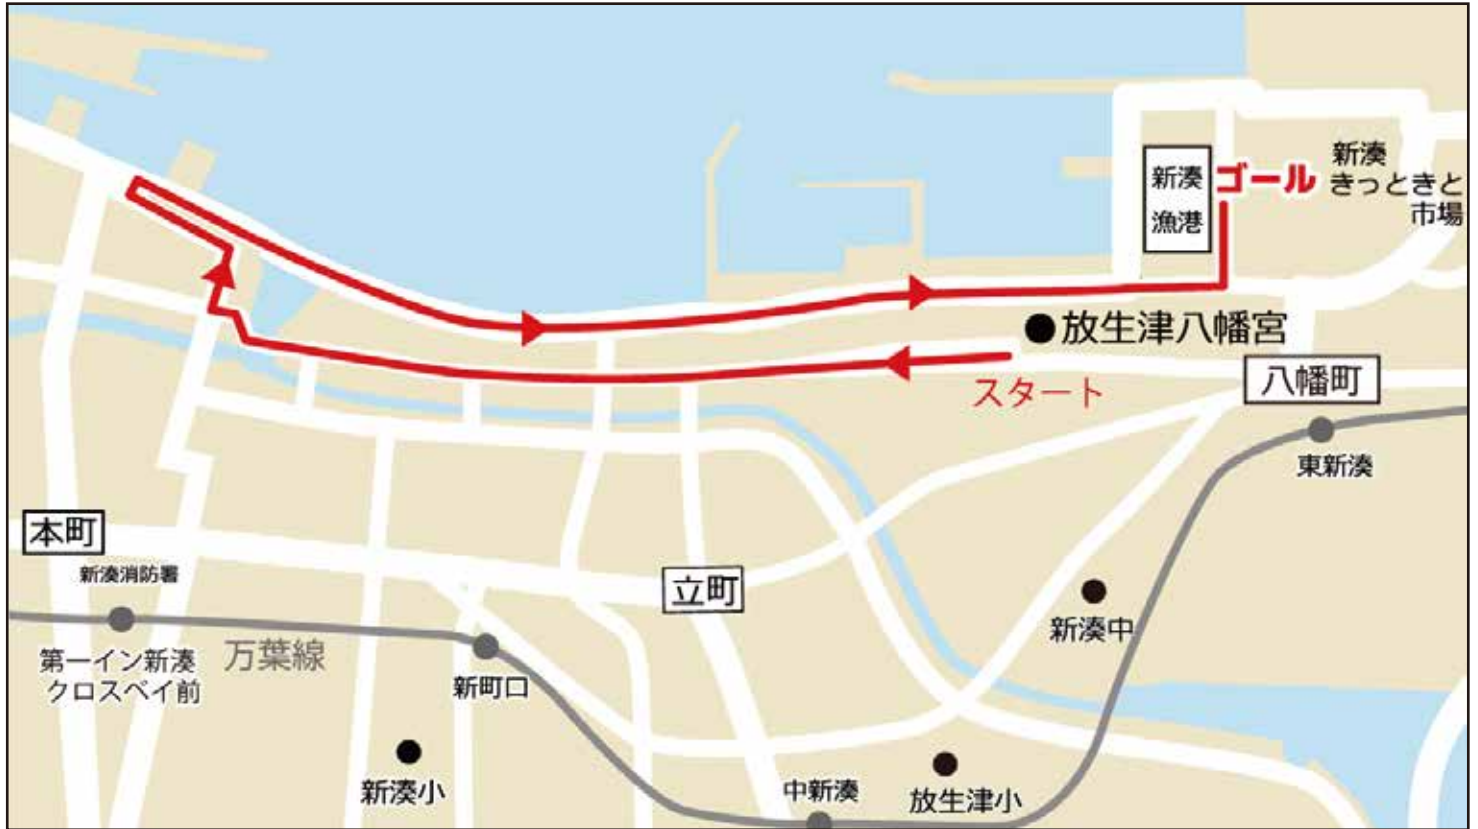 新湊
漁港
ゴール
新湊
きっときと
市場
放生津八幡宮
スタート
八幡町
東新湊
本町
新湊消防署
立町
新湊中
第一イン新湊
クロスベイ前
万葉線
新町口
新湊小
中新湊
放生津小